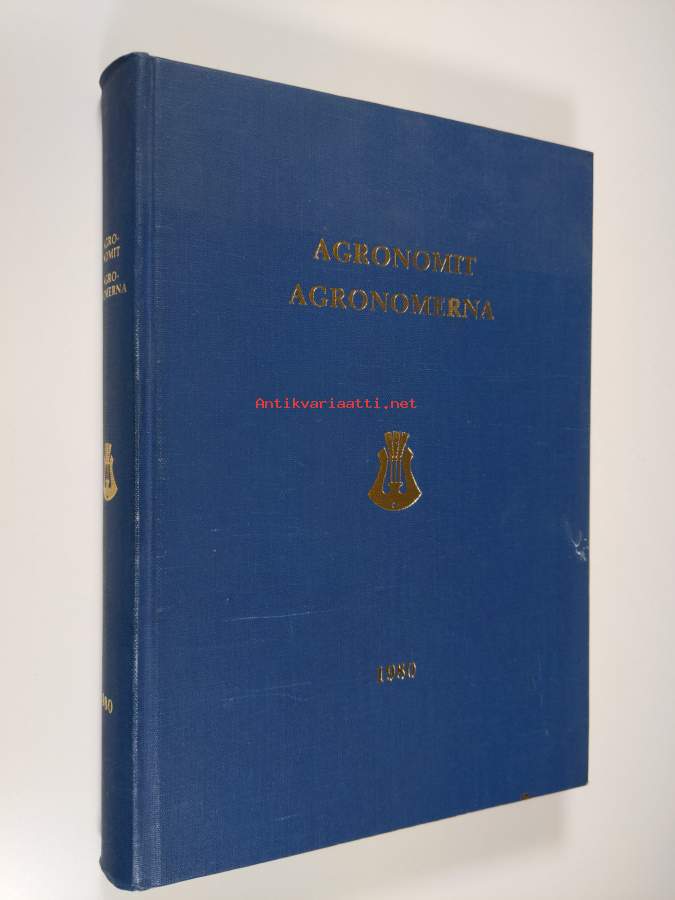 AGRO-
NOMIT
AGRO-
NOMERNA
AGRONOMIT
AGRONOMERNA
Antikvariaatti.net
1980